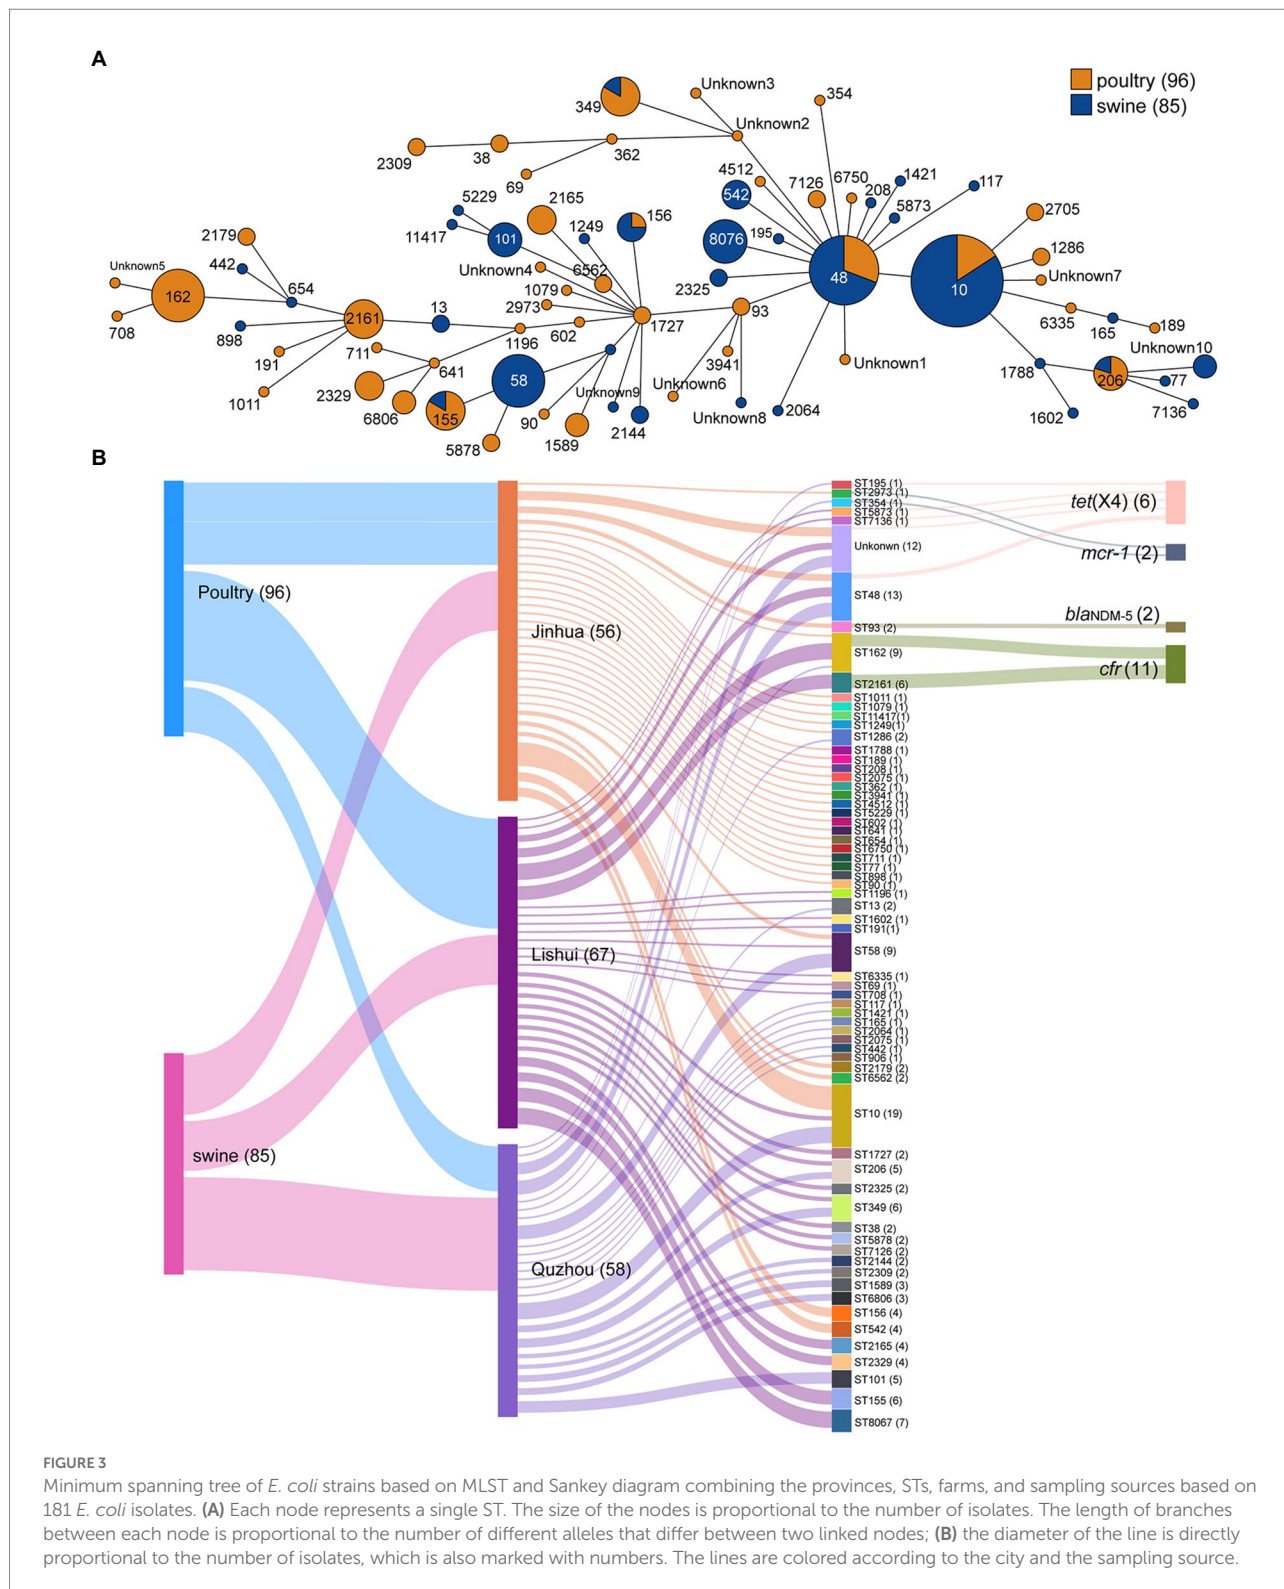 A
poultry (96)
swine (85)
349
Unknown3
354
Unknown2
2309
38
362
69
4512
7126
6750
208
1421
117
5873
542
5229
2165
156
11417
101
1249
8076
195
2705
2179
442
Unknown5
Unknown4
6562
2325
48
10
1286
Unknown7
162
654
1079
2973
708
898
2161
13
1196
602
1727
93
6335
165
189
191
711
641
3941
Unknown1
Unknown10
1788
206
77
1011
2329
6806
155
58
Unknown9
Unknown6
5878
90
1589
2144
Unknown8
2064
1602
7136
B
Poultry (96)
swine (85)
Jinhua (56)
Lishui (67)
Quzhou (58)
ST195 (1)
ST2973 (1)
ST354 (1)
ST5873 (1)
ST7136 (1)
Unkonwn (12)
ST48 (13)
ST93 (2)
ST162 (9)
ST2161 (6)
ST1011 (1)
ST1079 (1)
ST11417(1)
ST1249(1)
ST1286 (2)
ST1788 (1)
ST189 (1)
ST208 (1)
ST2075 (1)
ST362 (1)
ST3941 (1)
ST4512 (1)
ST5229 (1)
ST602 (1)
ST641 (1)
ST654 (1)
ST6750 (1)
ST711 (1)
ST77 (1)
ST898 (1)
ST90 (1)
ST1196 (1)
ST13 (2)
ST1602 (1)
ST191(1)
ST58 (9)
ST6335 (1)
ST69 (1)
ST708 (1)
ST117 (1)
ST1421 (1)
ST165 (1)
ST2064 (1)
ST2075 (1)
ST442 (1)
ST906 (1)
ST2179 (2)
ST6562 (2)
ST10 (19)
ST1727 (2)
ST206 (5)
ST2325 (2)
ST349 (6)
ST38 (2)
ST5878 (2)
ST7126 (2)
ST2144 (2)
ST2309 (2)
ST1589 (3)
ST6806 (3)
ST156 (4)
ST542 (4)
ST2165 (4)
ST2329 (4)
ST101 (5)
ST155 (6)
ST8067 (7)
tet(X4) (6)
mcr-1 (2)
blaNDM-5 (2)
cfr (11)
FIGURE 3
Minimum spanning tree of E. coli strains based on MLST and Sankey diagram combining the provinces, STs, farms, and sampling sources based on
181 E. coli isolates. (A) Each node represents a single ST. The size of the nodes is proportional to the number of isolates. The length of branches
between each node is proportional to the number of different alleles that differ between two linked nodes; (B) the diameter of the line is directly
proportional to the number of isolates, which is also marked with numbers. The lines are colored according to the city and the sampling source.